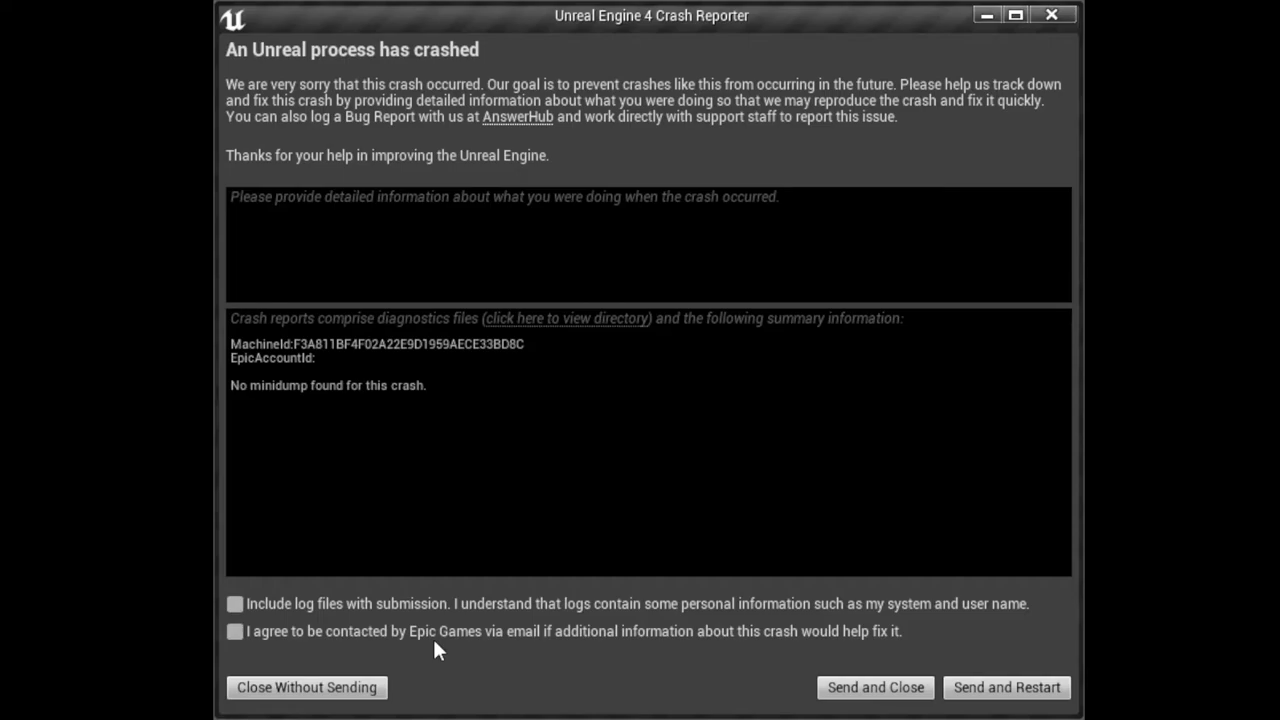 Unreal Engine 4 Crash Reporter
An Unreal process has crashed
We are very sorry that this crash occurred. Our goal is to prevent crashes like this from occurring in the future. Please help us track down
and fix this crash by providing detailed information about what you were doing so that we may reproduce the crash and fix it quickly.
You can also log a Bug Report with us at AnswerHub and work directly with support staff to report this issue.
Thanks for your help in improving the Unreal Engine.
Please provide detailed information about what you were doing when the crash occurred.
Crash reports comprise diagnostics files (click here to view directory) and the following summary information:
MachineId:F3A811BF4F02A22E9D1959AECE33BD8C
EpicAccountId:
No minidump found for this crash.
Include log files with submission. I understand that logs contain some personal information such as my system and user name.
I agree to be contacted by Epic Games via email if additional information about this crash would help fix it.
Close Without Sending
Send and Close
Send and Restart